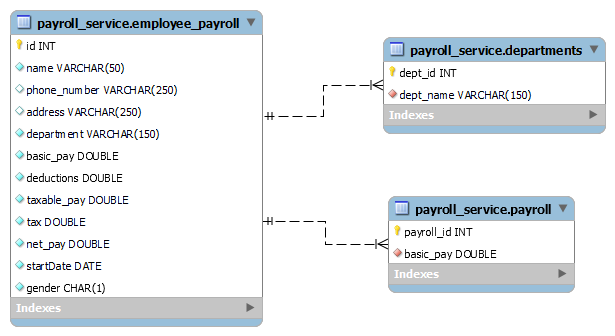 payroll_service.employee_payroll
id INT
name VARCHAR(50)
phone_number VARCHAR(250)
address VARCHAR(250)
department VARCHAR(150)
basic_pay DOUBLE
deductions DOUBLE
taxable_pay DOUBLE
tax DOUBLE
net_pay DOUBLE
startDate DATE
gender CHAR(1)
Indexes
payroll_service.departments
dept_id INT
dept_name VARCHAR(150)
Indexes
payroll_service.payroll
payroll_id INT
basic_pay DOUBLE
Indexes